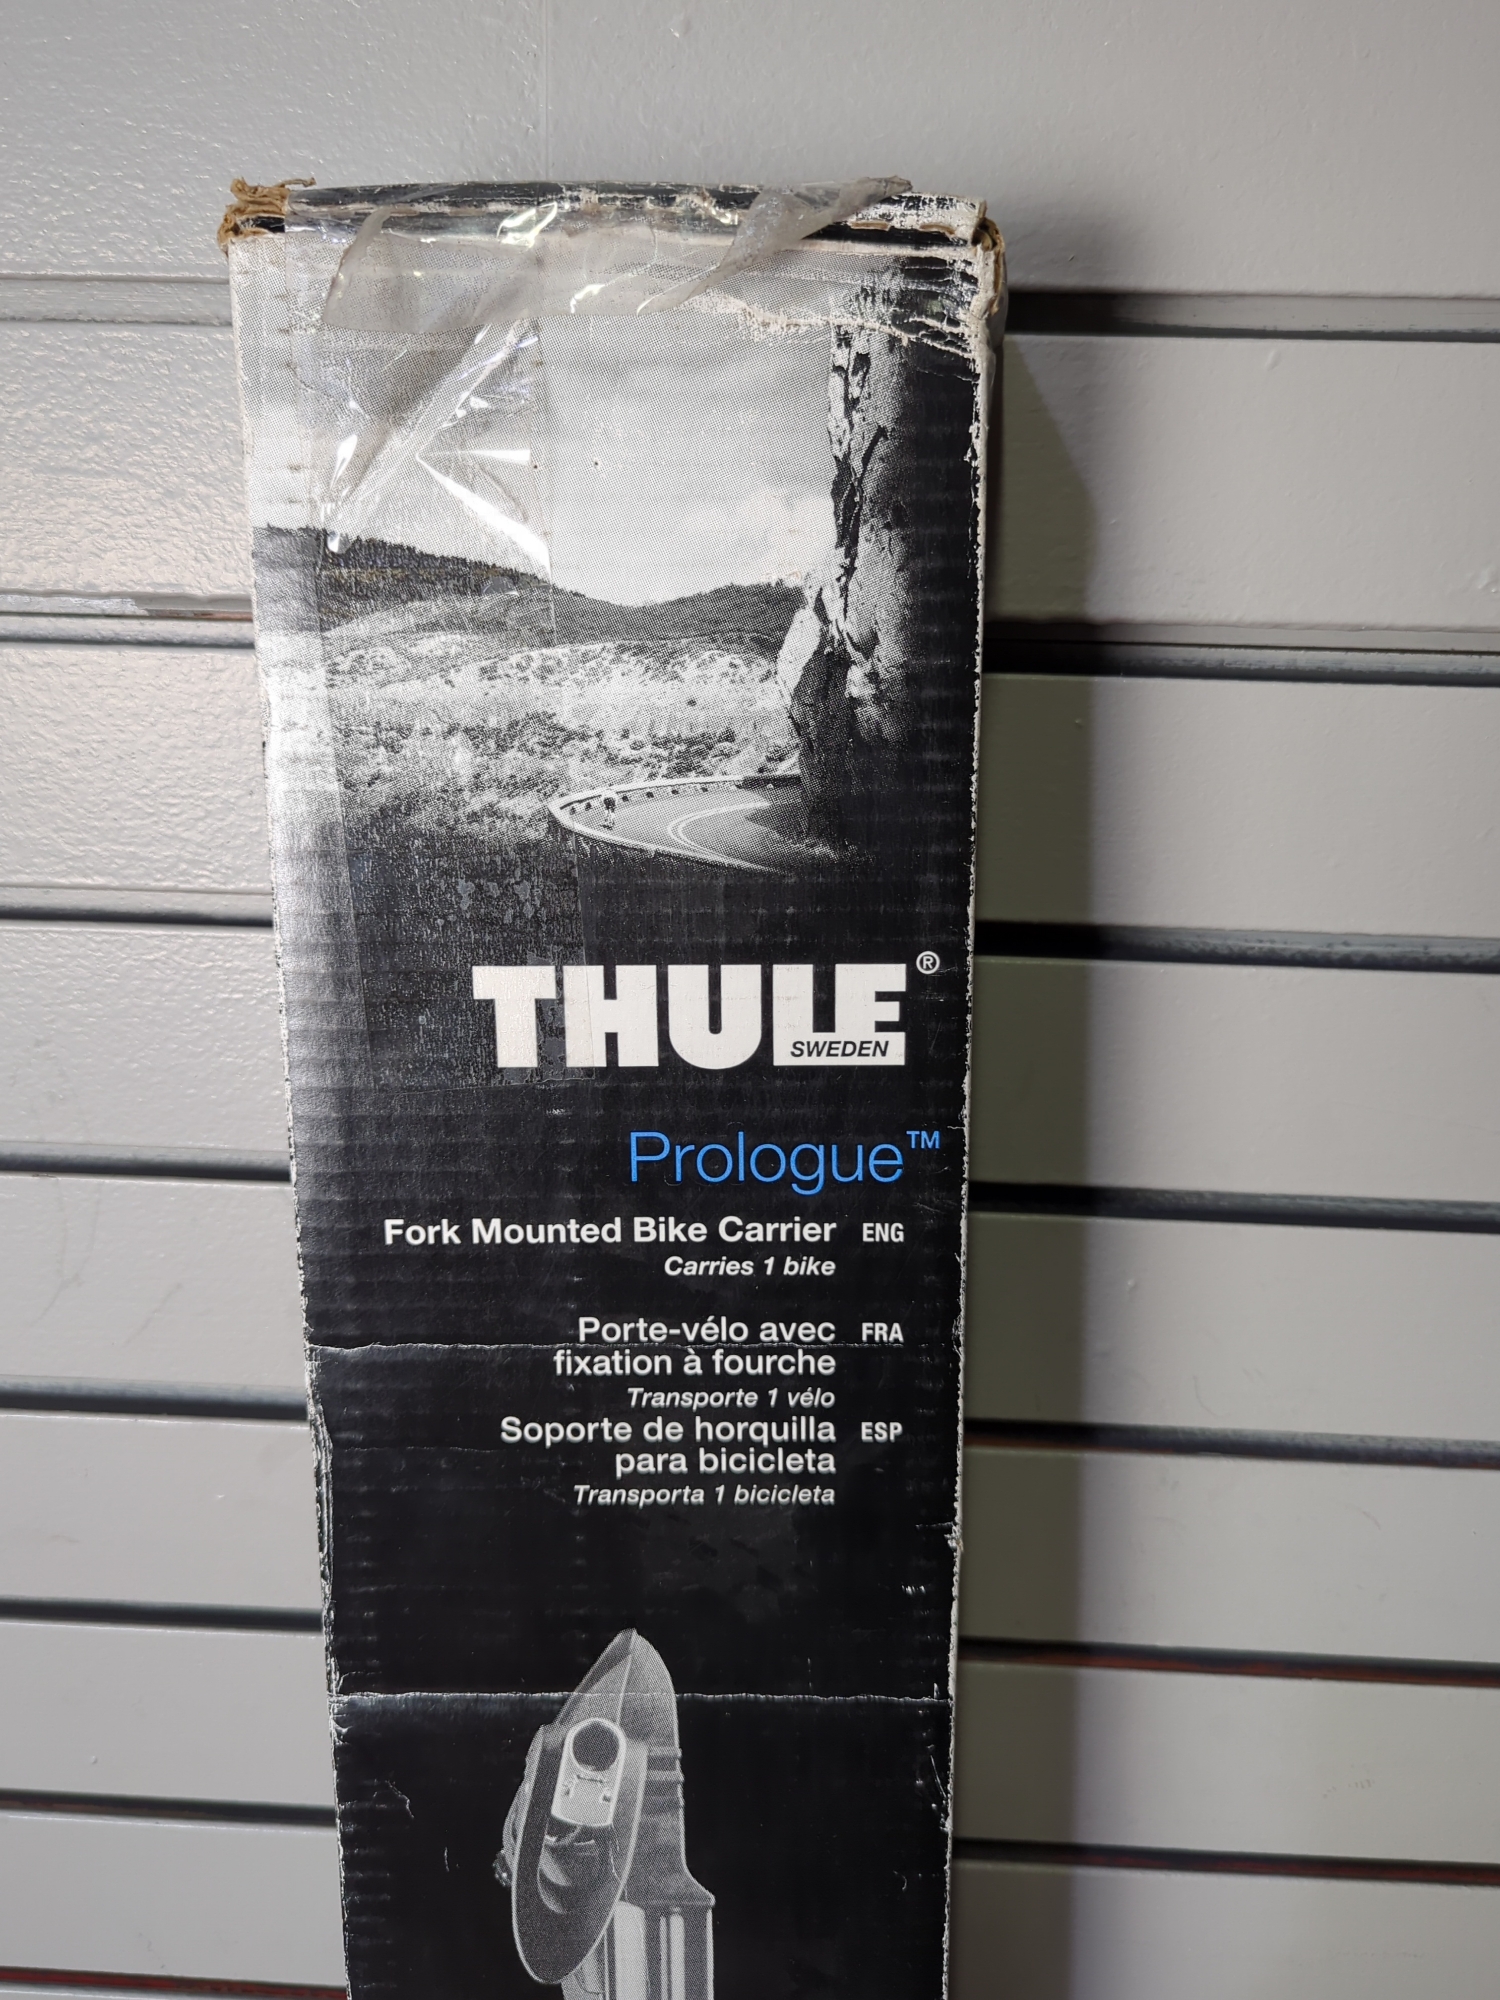 THULE®
SWEDEN
Prologue™
Fork Mounted Bike Carrier ENG
Carries 1 bike
Porte-vélo avec FRA
fixation à fourche
Transporte 1 vélo
Soporte de horquilla ESP
para bicicleta
Transporta 1 bicicleta